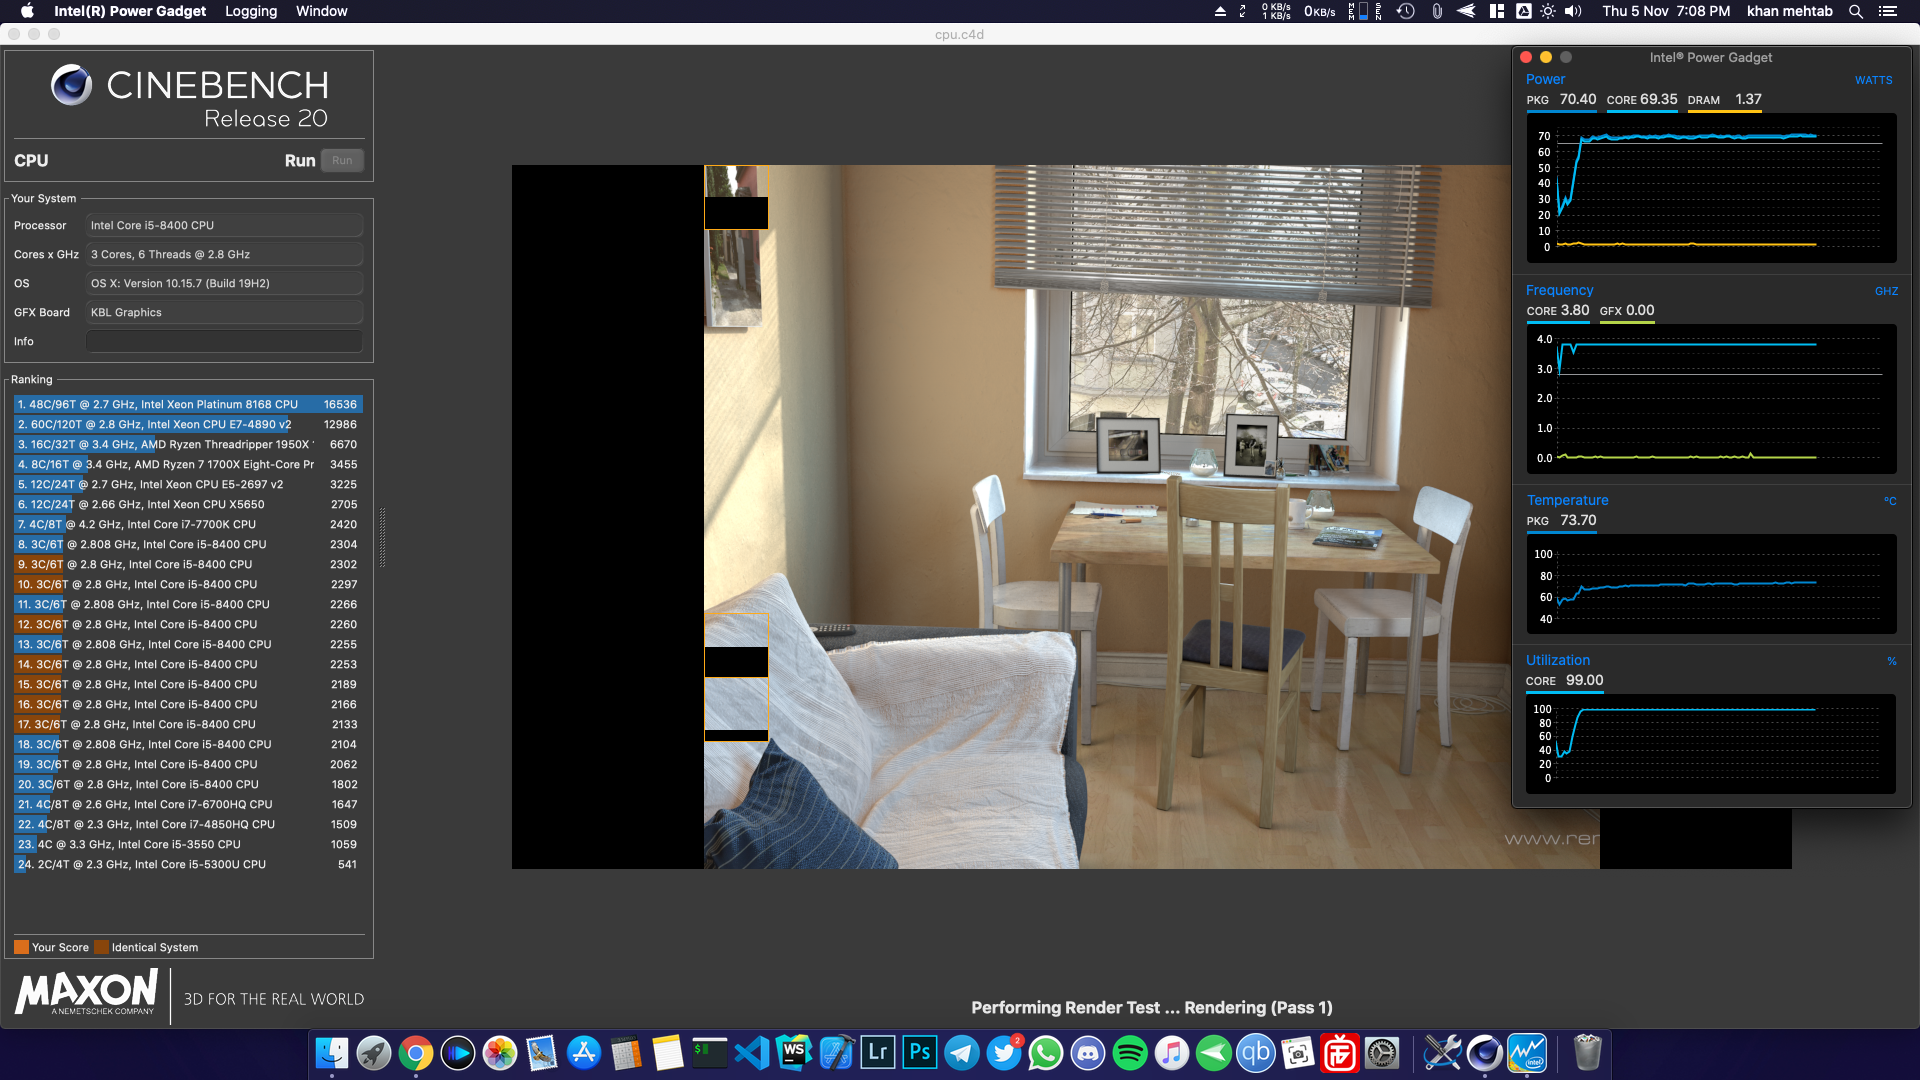 Intel(R) Power Gadget Logging Window
0 KB/s
1 KB/s
0 KB/s
MEM
SEN
Thu 5 Nov 7:08 PM khan mehtab
cpu.c4d
CINEBENCH
Release 20
CPU Run Run
Your System
Processor Intel Core i5-8400 CPU
Cores x GHz 3 Cores, 6 Threads @ 2.8 GHz
OS OS X: Version 10.15.7 (Build 19H2)
GFX Board KBL Graphics
Info
Ranking
1. 48C/96T @ 2.7 GHz, Intel Xeon Platinum 8168 CPU 16536
2. 60C/120T @ 2.8 GHz, Intel Xeon CPU E7-4890 v2 12986
3. 16C/32T @ 3.4 GHz, AMD Ryzen Threadripper 1950X 6670
4. 8C/16T @ 3.4 GHz, AMD Ryzen 7 1700X Eight-Core Pr 3455
5. 12C/24T @ 2.7 GHz, Intel Xeon CPU E5-2697 v2 3225
6. 12C/24T @ 2.66 GHz, Intel Xeon CPU X5650 2705
7. 4C/8T @ 4.2 GHz, Intel Core i7-7700K CPU 2420
8. 3C/6T @ 2.808 GHz, Intel Core i5-8400 CPU 2304
9. 3C/6T @ 2.8 GHz, Intel Core i5-8400 CPU 2302
10. 3C/6T @ 2.8 GHz, Intel Core i5-8400 CPU 2297
11. 3C/6T @ 2.808 GHz, Intel Core i5-8400 CPU 2266
12. 3C/6T @ 2.8 GHz, Intel Core i5-8400 CPU 2260
13. 3C/6T @ 2.808 GHz, Intel Core i5-8400 CPU 2255
14. 3C/6T @ 2.8 GHz, Intel Core i5-8400 CPU 2253
15. 3C/6T @ 2.8 GHz, Intel Core i5-8400 CPU 2189
16. 3C/6T @ 2.8 GHz, Intel Core i5-8400 CPU 2166
17. 3C/6T @ 2.8 GHz, Intel Core i5-8400 CPU 2133
18. 3C/6T @ 2.808 GHz, Intel Core i5-8400 CPU 2104
19. 3C/6T @ 2.8 GHz, Intel Core i5-8400 CPU 2062
20. 3C/6T @ 2.8 GHz, Intel Core i5-8400 CPU 1802
21. 4C/8T @ 2.6 GHz, Intel Core i7-6700HQ CPU 1647
22. 4C/8T @ 2.3 GHz, Intel Core i7-4850HQ CPU 1509
23. 4C @ 3.3 GHz, Intel Core i5-3550 CPU 1059
24. 2C/4T @ 2.3 GHz, Intel Core i5-5300U CPU 541
Your Score Identical System
MAXON
A NEMETSCHEK COMPANY
3D FOR THE REAL WORLD
www.rer
Performing Render Test ... Rendering (Pass 1)
Intel® Power Gadget
Power WATTS
PKG 70.40 CORE 69.35 DRAM 1.37
70
60
50
40
30
20
10
0
Frequency GHZ
CORE 3.80 GFX 0.00
4.0
3.0
2.0
1.0
0.0
Temperature °C
PKG 73.70
100
80
60
40
Utilization %
CORE 99.00
100
80
60
40
20
0
WS
Lr
Ps
2
qb
intel